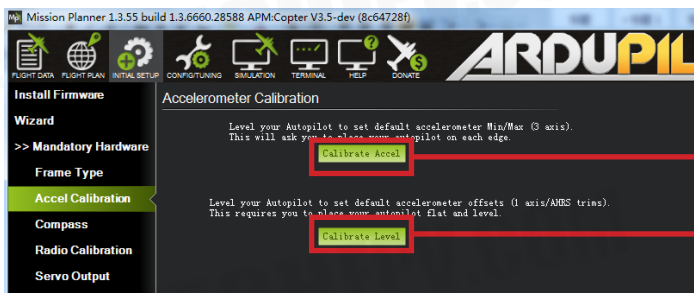 Mission Planner 1.3.55 build 1.3.6660.28588 APM:Copter V3.5-dev (8c64728f)
FLIGHT DATA FLIGHT PLAN INITIAL SETUP CONFIG/TUNING SIMULATION TERMINAL HELP DONATE
ARDUPIL
Install Firmware
Accelerometer Calibration
Wizard
Level your Autopilot to set default accelerometer Min/Max (3 axis).
This will ask you to place your autopilot on each edge.
>> Mandatory Hardware
Calibrate Accel
Frame Type
Accel Calibration
Level your Autopilot to set default accelerometer offsets (1 axis/AHRS trims).
This requires you to place your autopilot flat and level.
Compass
Calibrate Level
Radio Calibration
Servo Output